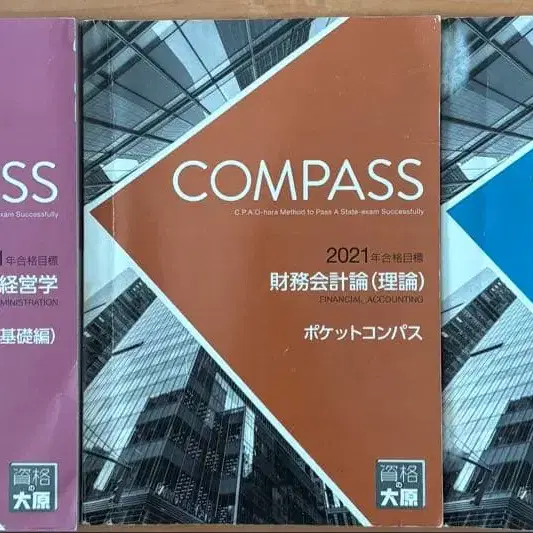 SS
exam Successfully
1年合格目標
経営学
MINISTRATION
基礎編)
資格の大原
COMPASS
C.P.A O-hara Method to Pass A State-exam Successfully
2021年合格目標
財務会計論(理論)
FINANCIAL ACCOUNTING
ポケットコンパス
資格の大原